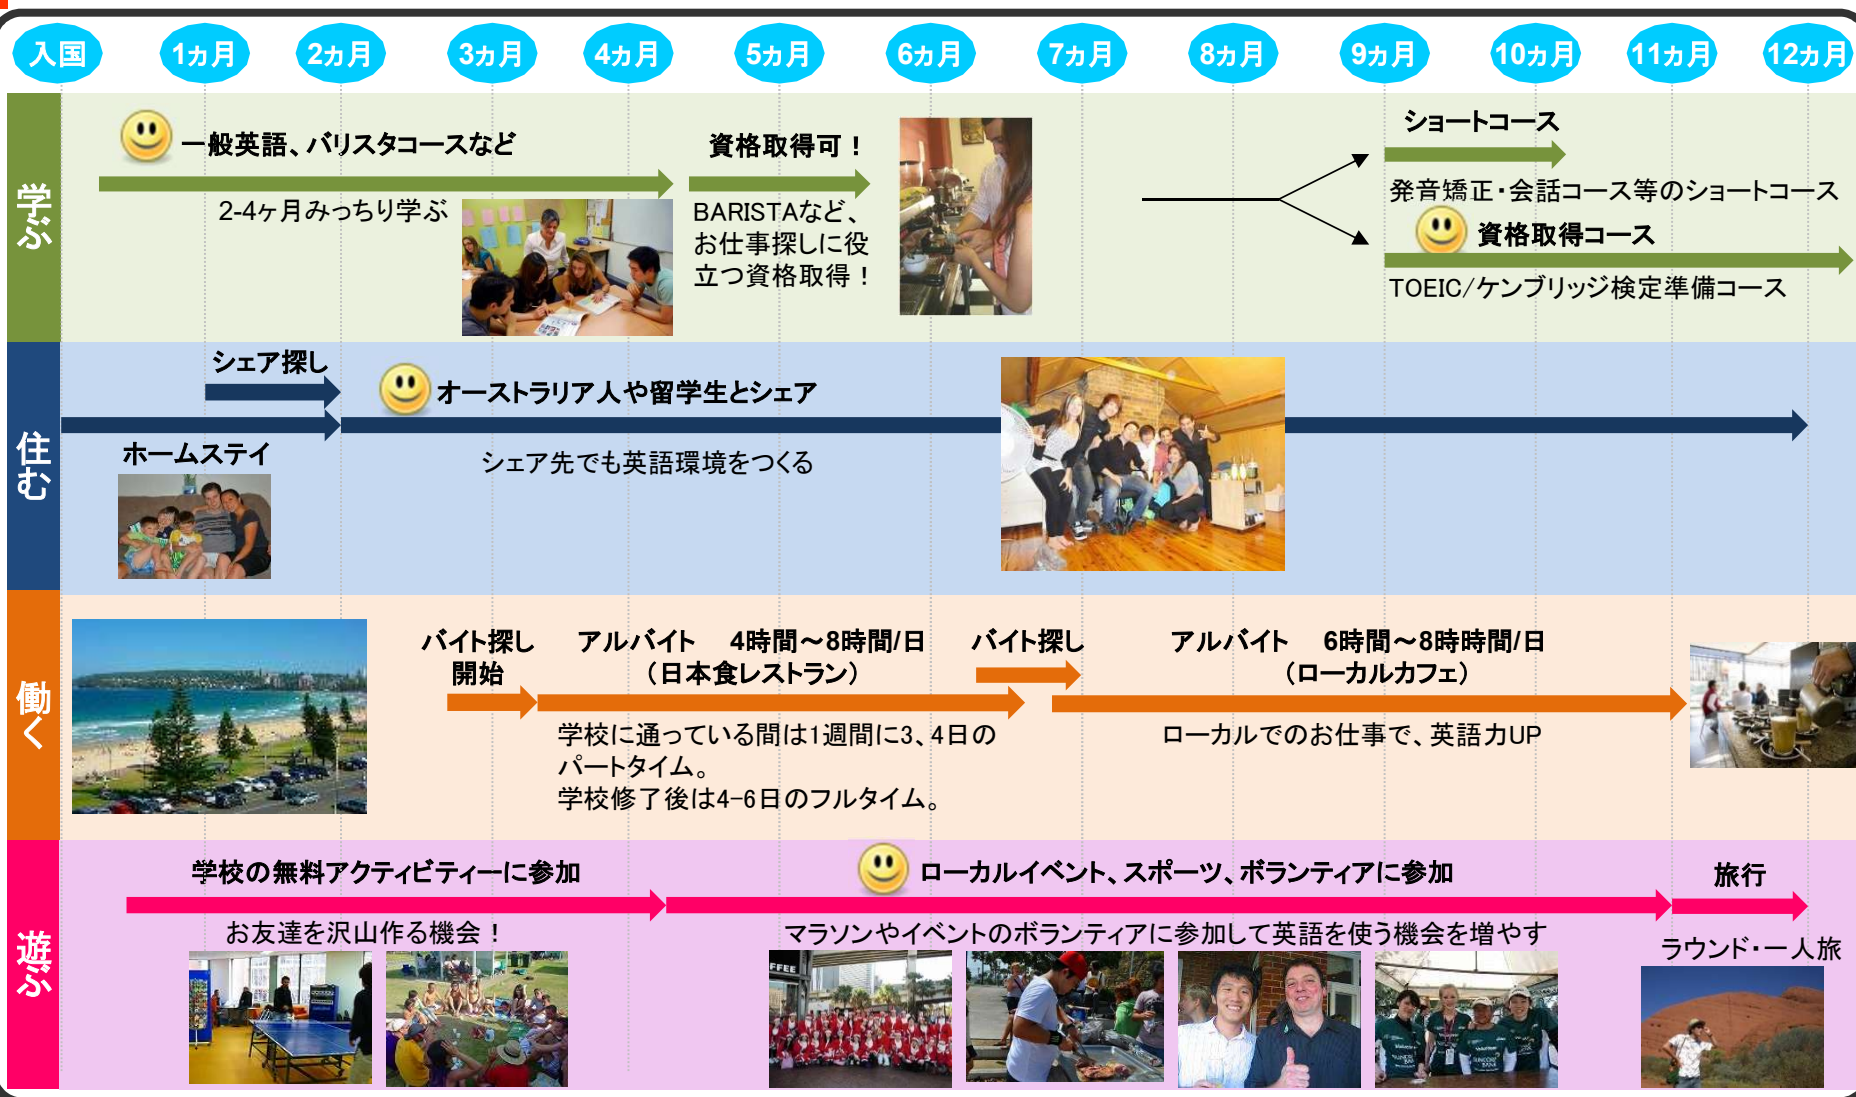 入国
1ヵ月
2ヵ月
3ヵ月
4ヵ月
5ヵ月
6ヵ月
7ヵ月
8ヵ月
9ヵ月
10ヵ月
11ヵ月
12ヵ月
学ぶ
一般英語、バリスタコースなど
2-4ヶ月みっちり学ぶ
資格取得可！
BARISTAなど、
お仕事探しに役
立つ資格取得！
ショートコース
発音矯正・会話コース等のショートコース
資格取得コース
TOEIC/ケンブリッジ検定準備コース
住む
シェア探し
ホームステイ
オーストラリア人や留学生とシェア
シェア先でも英語環境をつくる
働く
バイト探し
開始
アルバイト　4時間～8時間/日
（日本食レストラン）
学校に通っている間は1週間に3、4日の
パートタイム。
学校修了後は4-6日のフルタイム。
バイト探し
アルバイト　6時間～8時時間/日
（ローカルカフェ）
ローカルでのお仕事で、英語力UP
遊ぶ
学校の無料アクティビティーに参加
お友達を沢山作る機会！
ローカルイベント、スポーツ、ボランティアに参加
マラソンやイベントのボランティアに参加して英語を使う機会を増やす
旅行
ラウンド・一人旅
FFEE